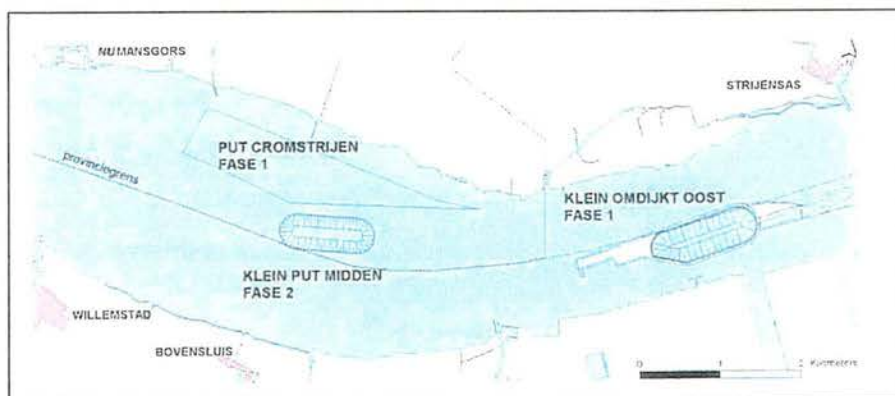 NUMANSGORS
STRIJENSAS
PUT CROMSTRIJEN
FASE 1
provinciegrens
KLEIN OMDIJKT OOST
FASE 1
KLEIN PUT MIDDEN
FASE 2
WILLEMSTAD
BOVENSLUIS
0 1 2 Kilometers